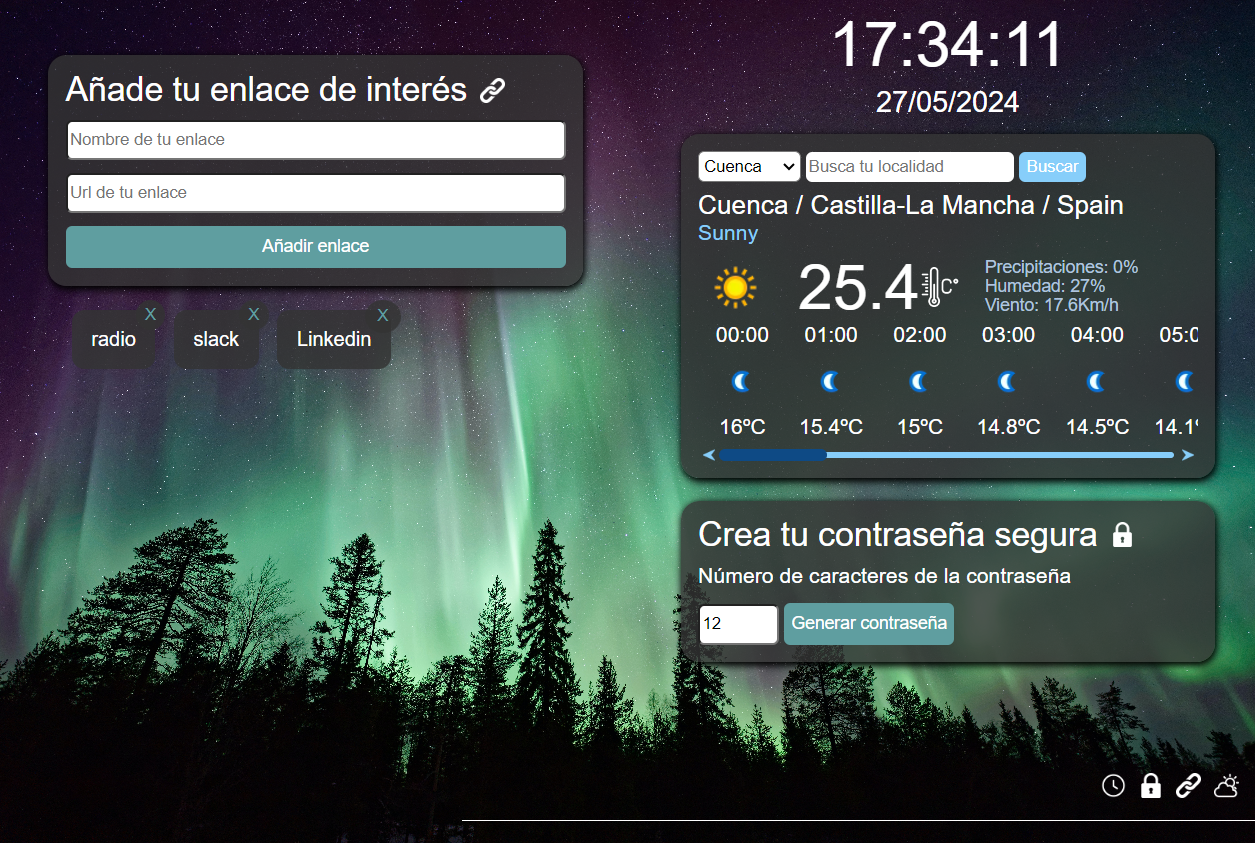 17:34:11
27/05/2024
Añade tu enlace de interés
Nombre de tu enlace
Url de tu enlace
Añadir enlace
radio X
slack X
Linkedin X
Cuenca Busca tu localidad Buscar
Cuenca / Castilla-La Mancha / Spain
Sunny
25.4 C°
Precipitaciones: 0%
Humedad: 27%
Viento: 17.6Km/h
00:00 01:00 02:00 03:00 04:00 05:0
16ºC 15.4ºC 15ºC 14.8ºC 14.5ºC 14.1º
Crea tu contraseña segura
Número de caracteres de la contraseña
12 Generar contraseña